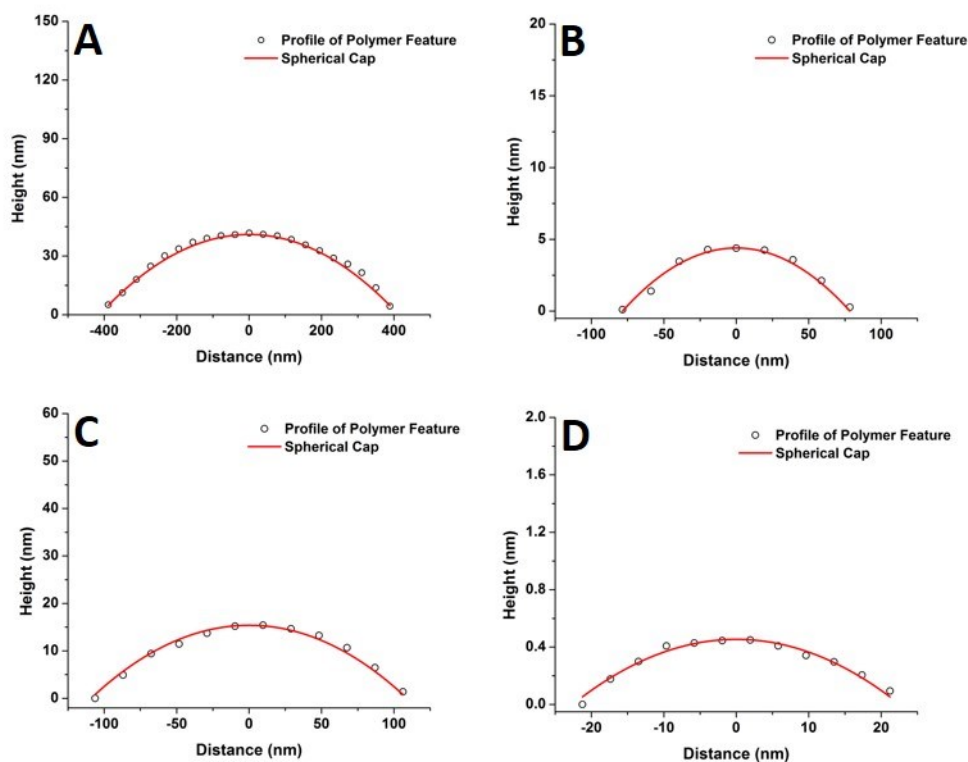 A
Profile of Polymer Feature
Spherical Cap
Height (nm)
150
120
90
60
30
0
-400 -200 0 200 400
Distance (nm)
B
Profile of Polymer Feature
Spherical Cap
Height (nm)
20
15
10
5
0
-100 -50 0 50 100
Distance (nm)
C
Profile of Polymer Feature
Spherical Cap
Height (nm)
60
50
40
30
20
10
0
-100 -50 0 50 100
Distance (nm)
D
Profile of Polymer Feature
Spherical Cap
Height (nm)
2.0
1.6
1.2
0.8
0.4
0.0
-20 -10 0 10 20
Distance (nm)